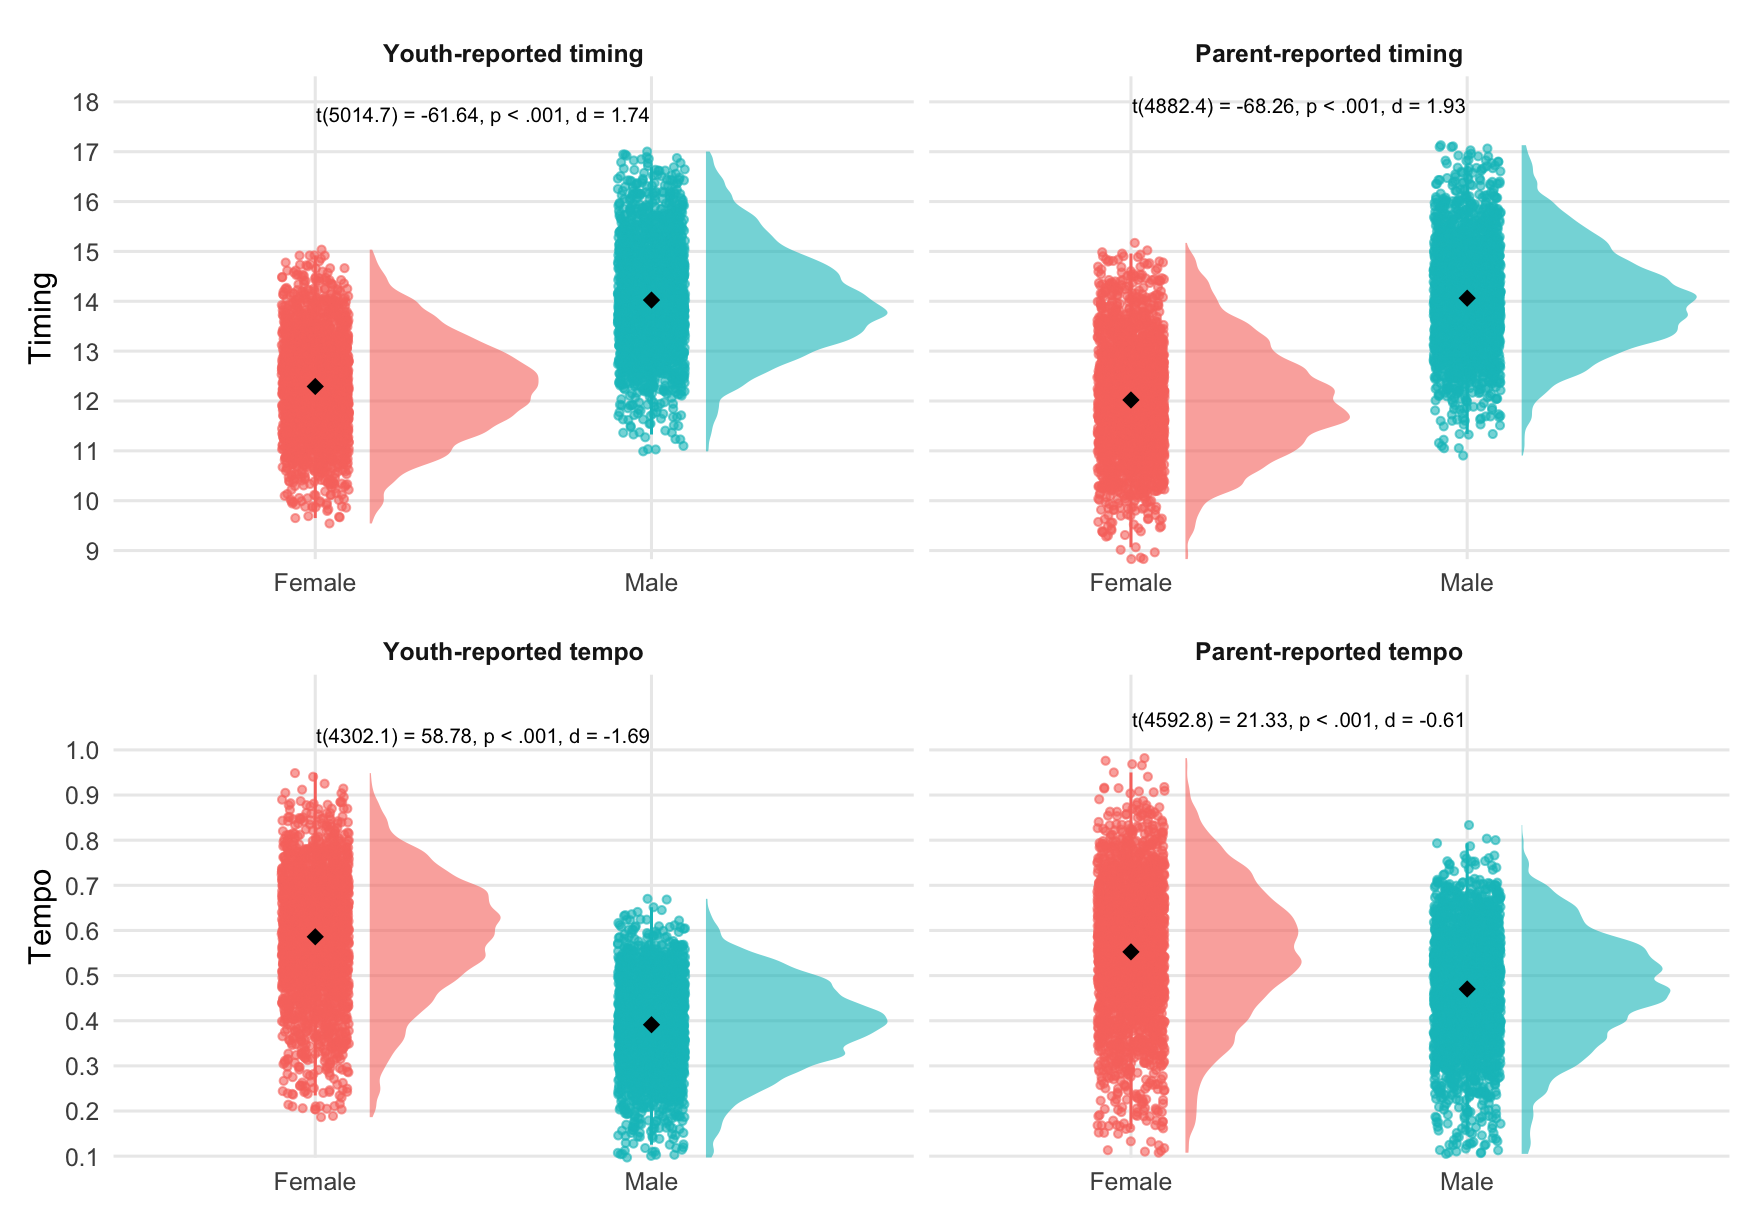 Youth-reported timing
Parent-reported timing
t(5014.7) = -61.64, p < .001, d = 1.74
t(4882.4) = -68.26, p < .001, d = 1.93
Timing
18
17
16
15
14
13
12
11
10
9
Female
Male
Female
Male
Youth-reported tempo
Parent-reported tempo
t(4302.1) = 58.78, p < .001, d = -1.69
t(4592.8) = 21.33, p < .001, d = -0.61
Tempo
1.0
0.9
0.8
0.7
0.6
0.5
0.4
0.3
0.2
0.1
Female
Male
Female
Male